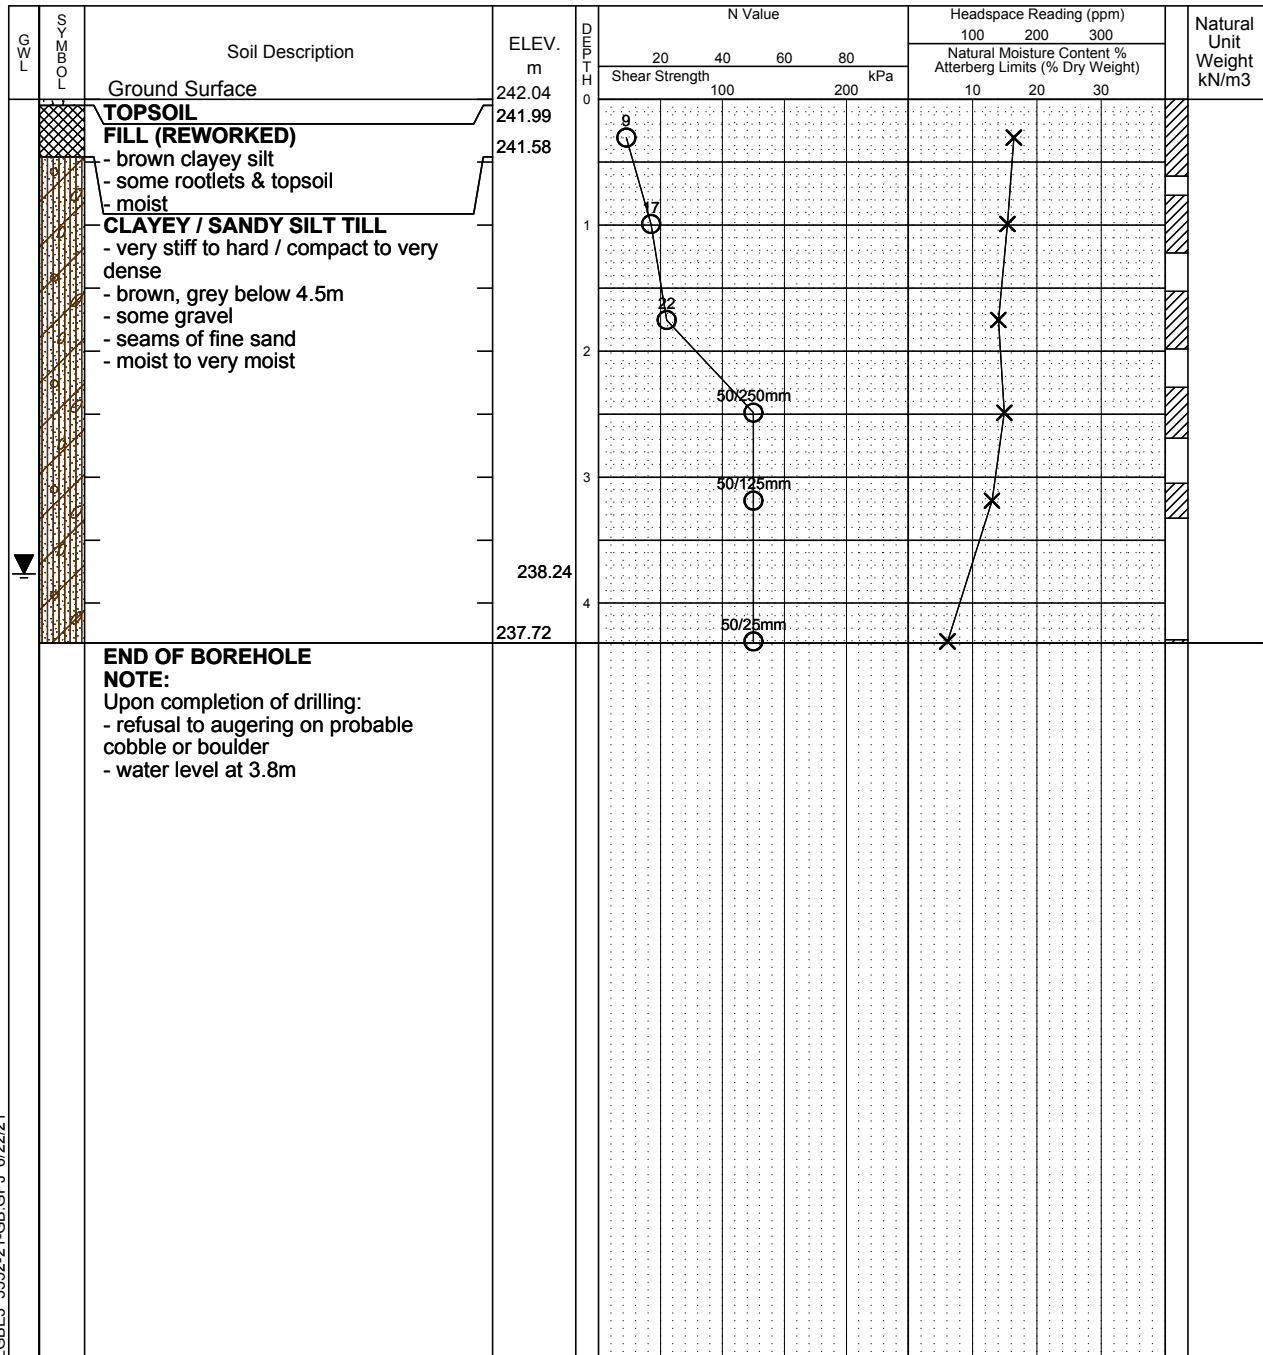 GWL
SYMBOL
Soil Description
Ground Surface
ELEV.
m
242.04
DEPTH
N Value
20 40 60 80
Shear Strength kPa
100 200
Headspace Reading (ppm)
100 200 300
Natural Moisture Content %
Atterberg Limits (% Dry Weight)
10 20 30
Natural
Unit
Weight
kN/m3
0
TOPSOIL
241.99
FILL (REWORKED)
241.58
- brown clayey silt
- some rootlets & topsoil
- moist
9
CLAYEY / SANDY SILT TILL
- very stiff to hard / compact to very
dense
- brown, grey below 4.5m
- some gravel
- seams of fine sand
- moist to very moist
17
1
22
2
50/250mm
3
50/125mm
238.24
4
50/25mm
237.72
END OF BOREHOLE
NOTE:
Upon completion of drilling:
- refusal to augering on probable
cobble or boulder
- water level at 3.8m